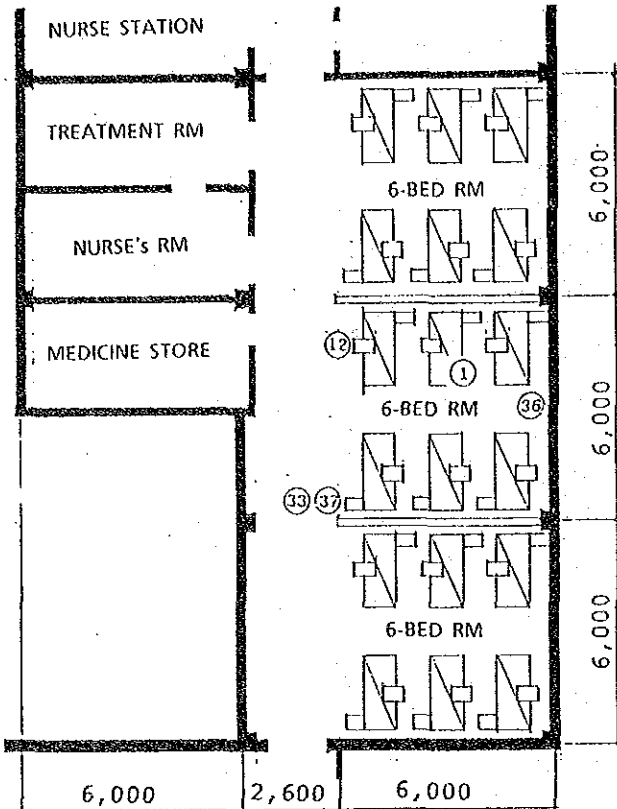 NURSE STATION
TREATMENT RM
6-BED RM
6,000
NURSE's RM
MEDICINE STORE
12
1
6-BED RM
36
6,000
33 37
6-BED RM
6,000
6,000
2,600
6,000